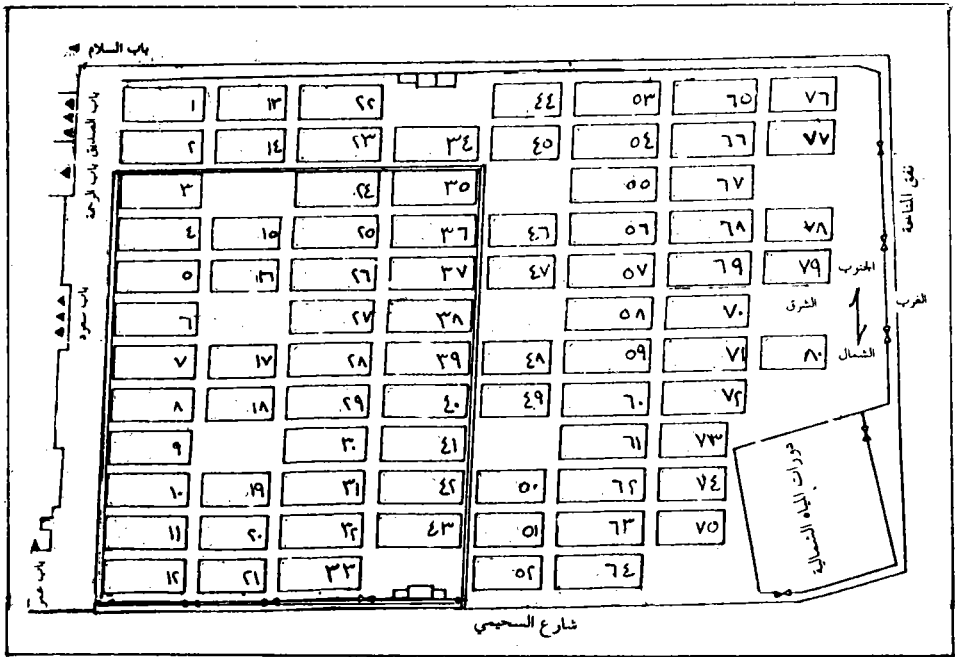 باب السلام
باب الصديق
باب الرحمة
باب سعود
باب عمر
١ ١٣ ٢٢ ٤٤ ٥٣ ٦٥ ٧٦
٢ ١٤ ٢٣ ٣٤ ٤٥ ٥٤ ٦٦ ٧٧
٣ ٢٤ ٣٥ ٥٥ ٦٧
٤ ١٥ ٢٥ ٣٦ ٤٦ ٥٦ ٦٨ ٧٨
٥ ١٦ ٢٦ ٣٧ ٤٧ ٥٧ ٦٩ ٧٩
٦ ٢٧ ٣٨ ٥٨ ٧٠
٧ ١٧ ٢٨ ٣٩ ٤٨ ٥٩ ٧١ ٨٠
٨ ١٨ ٢٩ ٤٠ ٤٩ ٦٠ ٧٢
٩ ٣٠ ٤١ ٦١ ٧٣
١٠ ١٩ ٣١ ٤٢ ٥٠ ٦٢ ٧٤
١١ ٢٠ ٣٢ ٤٣ ٥١ ٦٣ ٧٥
١٢ ٢١ ٣٣ ٥٢ ٦٤
نفق المناخة
الجنوب
الشرق
الغرب
الشمال
دورات المياه الشمالية
شارع السحيمي